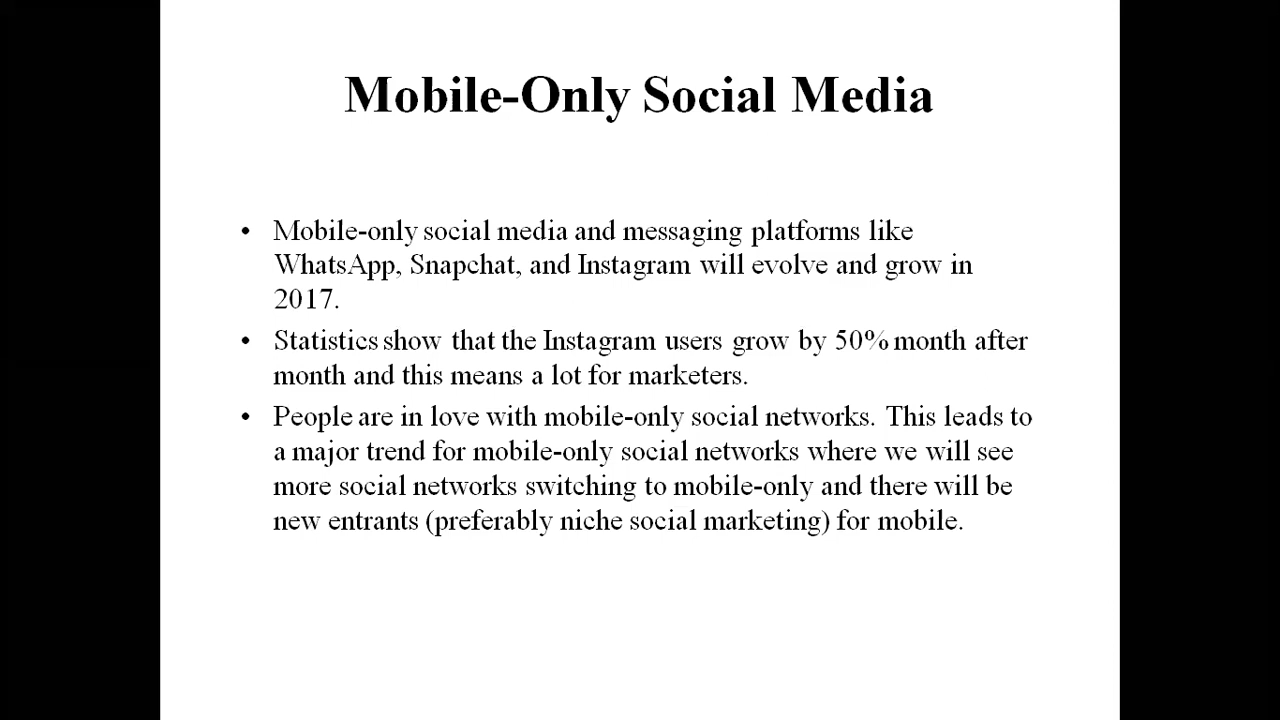 Mobile-Only Social Media
• Mobile-only social media and messaging platforms like
WhatsApp, Snapchat, and Instagram will evolve and grow in
2017.
• Statistics show that the Instagram users grow by 50% month after
month and this means a lot for marketers.
• People are in love with mobile-only social networks. This leads to
a major trend for mobile-only social networks where we will see
more social networks switching to mobile-only and there will be
new entrants (preferably niche social marketing) for mobile.